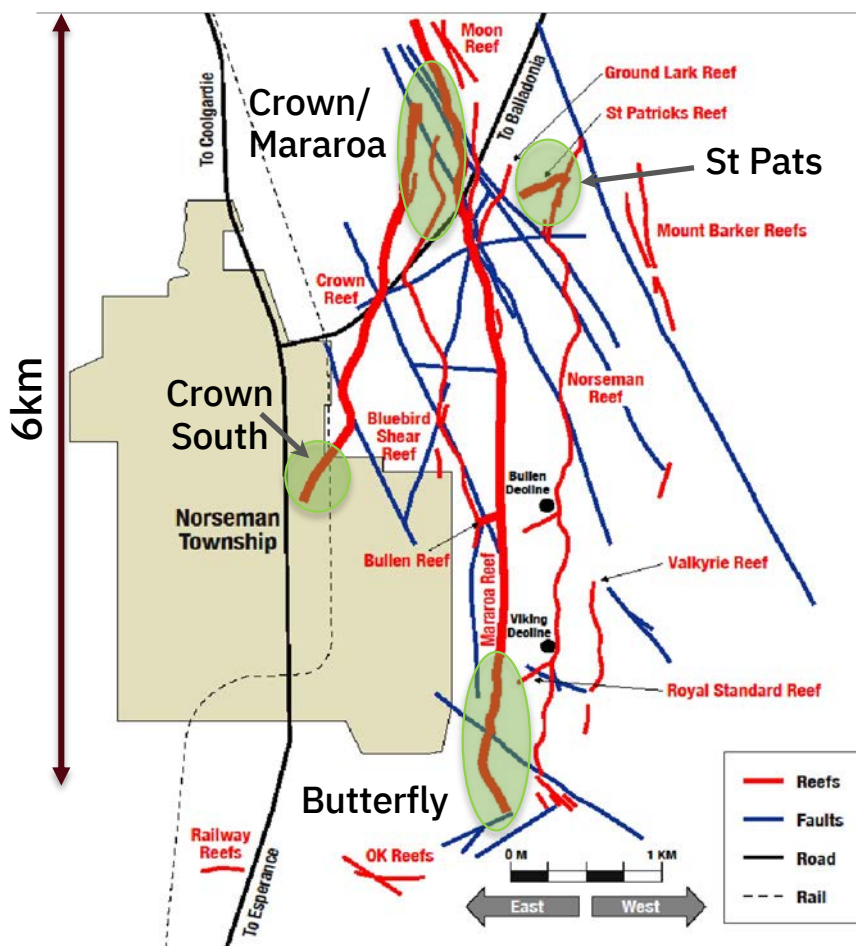 Moon
Reef
To Coolgardie
To Balladonia
Ground Lark Reef
St Patricks Reef
Crown/
Mararoa
St Pats
Mount Barker Reefs
Crown
Reef
6km
Norseman
Reef
Crown
South
Bluebird
Shear
Reef
Bullen
Decline
Norseman
Township
Bullen Reef
Mararoa Reef
Valkyrie Reef
Viking
Decline
Royal Standard Reef
Butterfly
Reefs
Faults
Road
Rail
Railway
Reefs
OK Reefs
0 M
1 KM
East
West
To Esperance